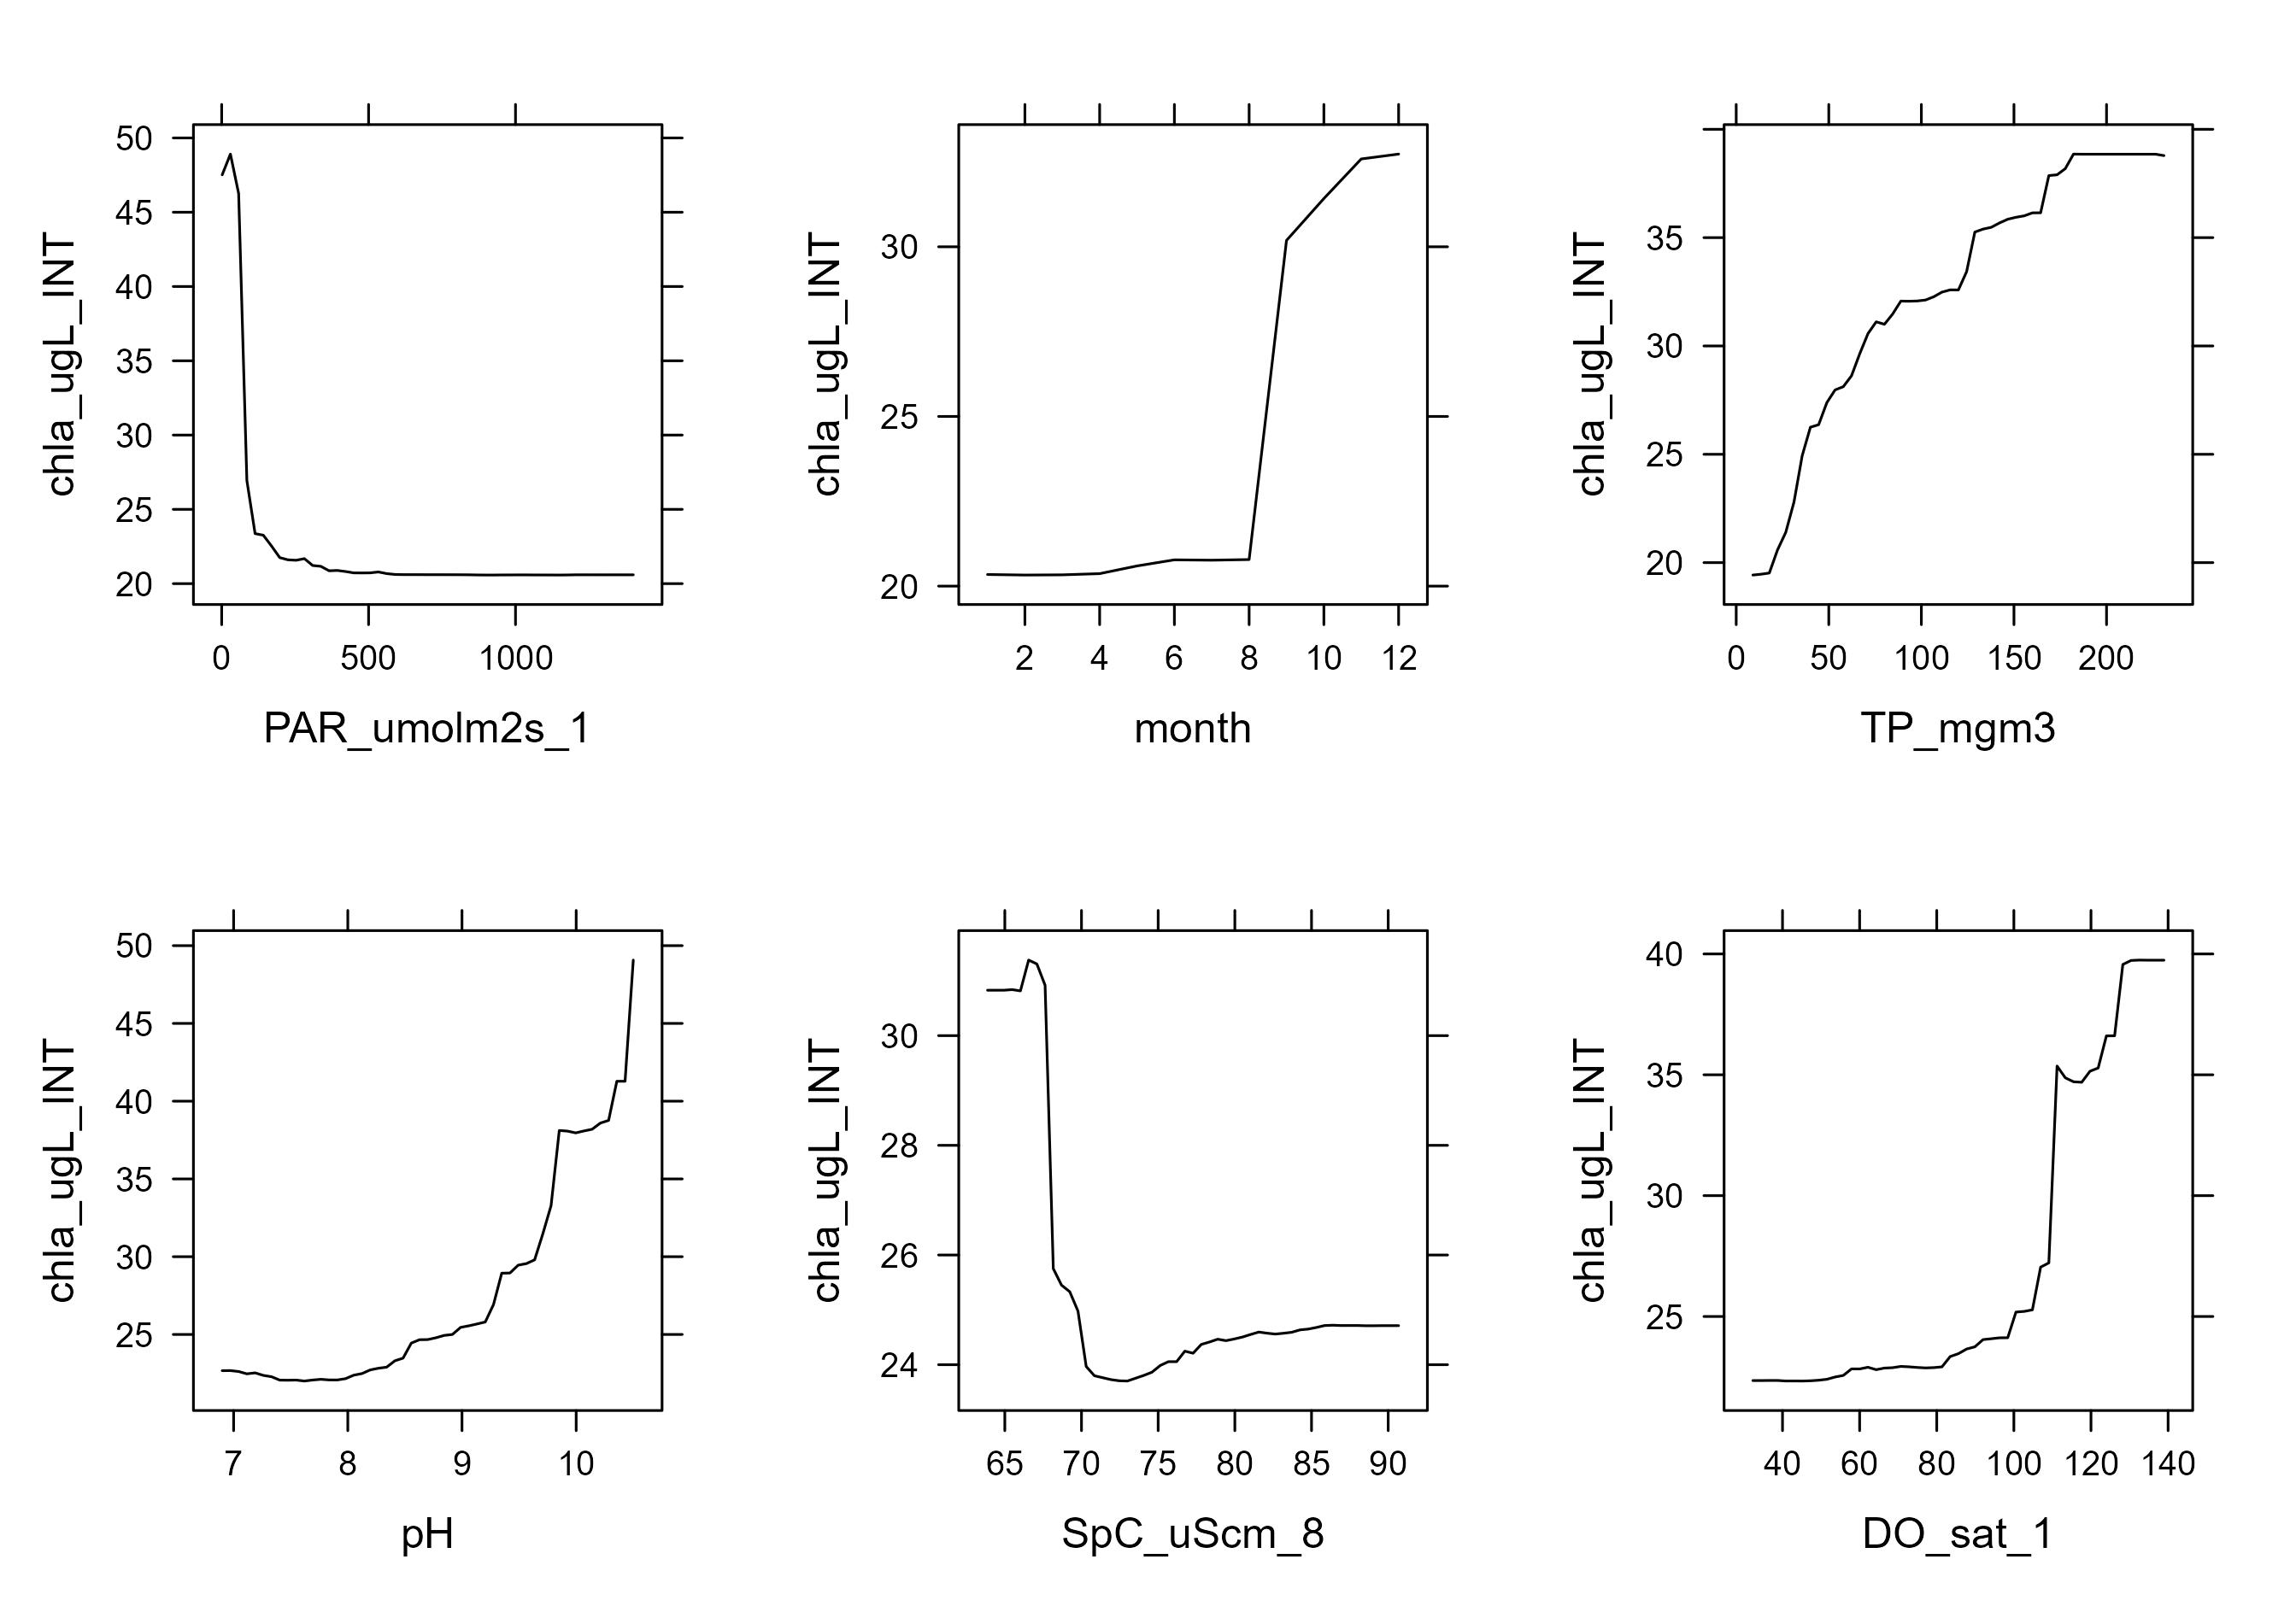 50
45
40
35
30
25
20
chla_ugL_INT
0 500 1000
PAR_umolm2s_1
30
25
20
chla_ugL_INT
2 4 6 8 10 12
month
35
30
25
20
chla_ugL_INT
0 50 100 150 200
TP_mgm3
50
45
40
35
30
25
chla_ugL_INT
7 8 9 10
pH
30
28
26
24
chla_ugL_INT
65 70 75 80 85 90
SpC_uScm_8
40
35
30
25
chla_ugL_INT
40 60 80 100 120 140
DO_sat_1